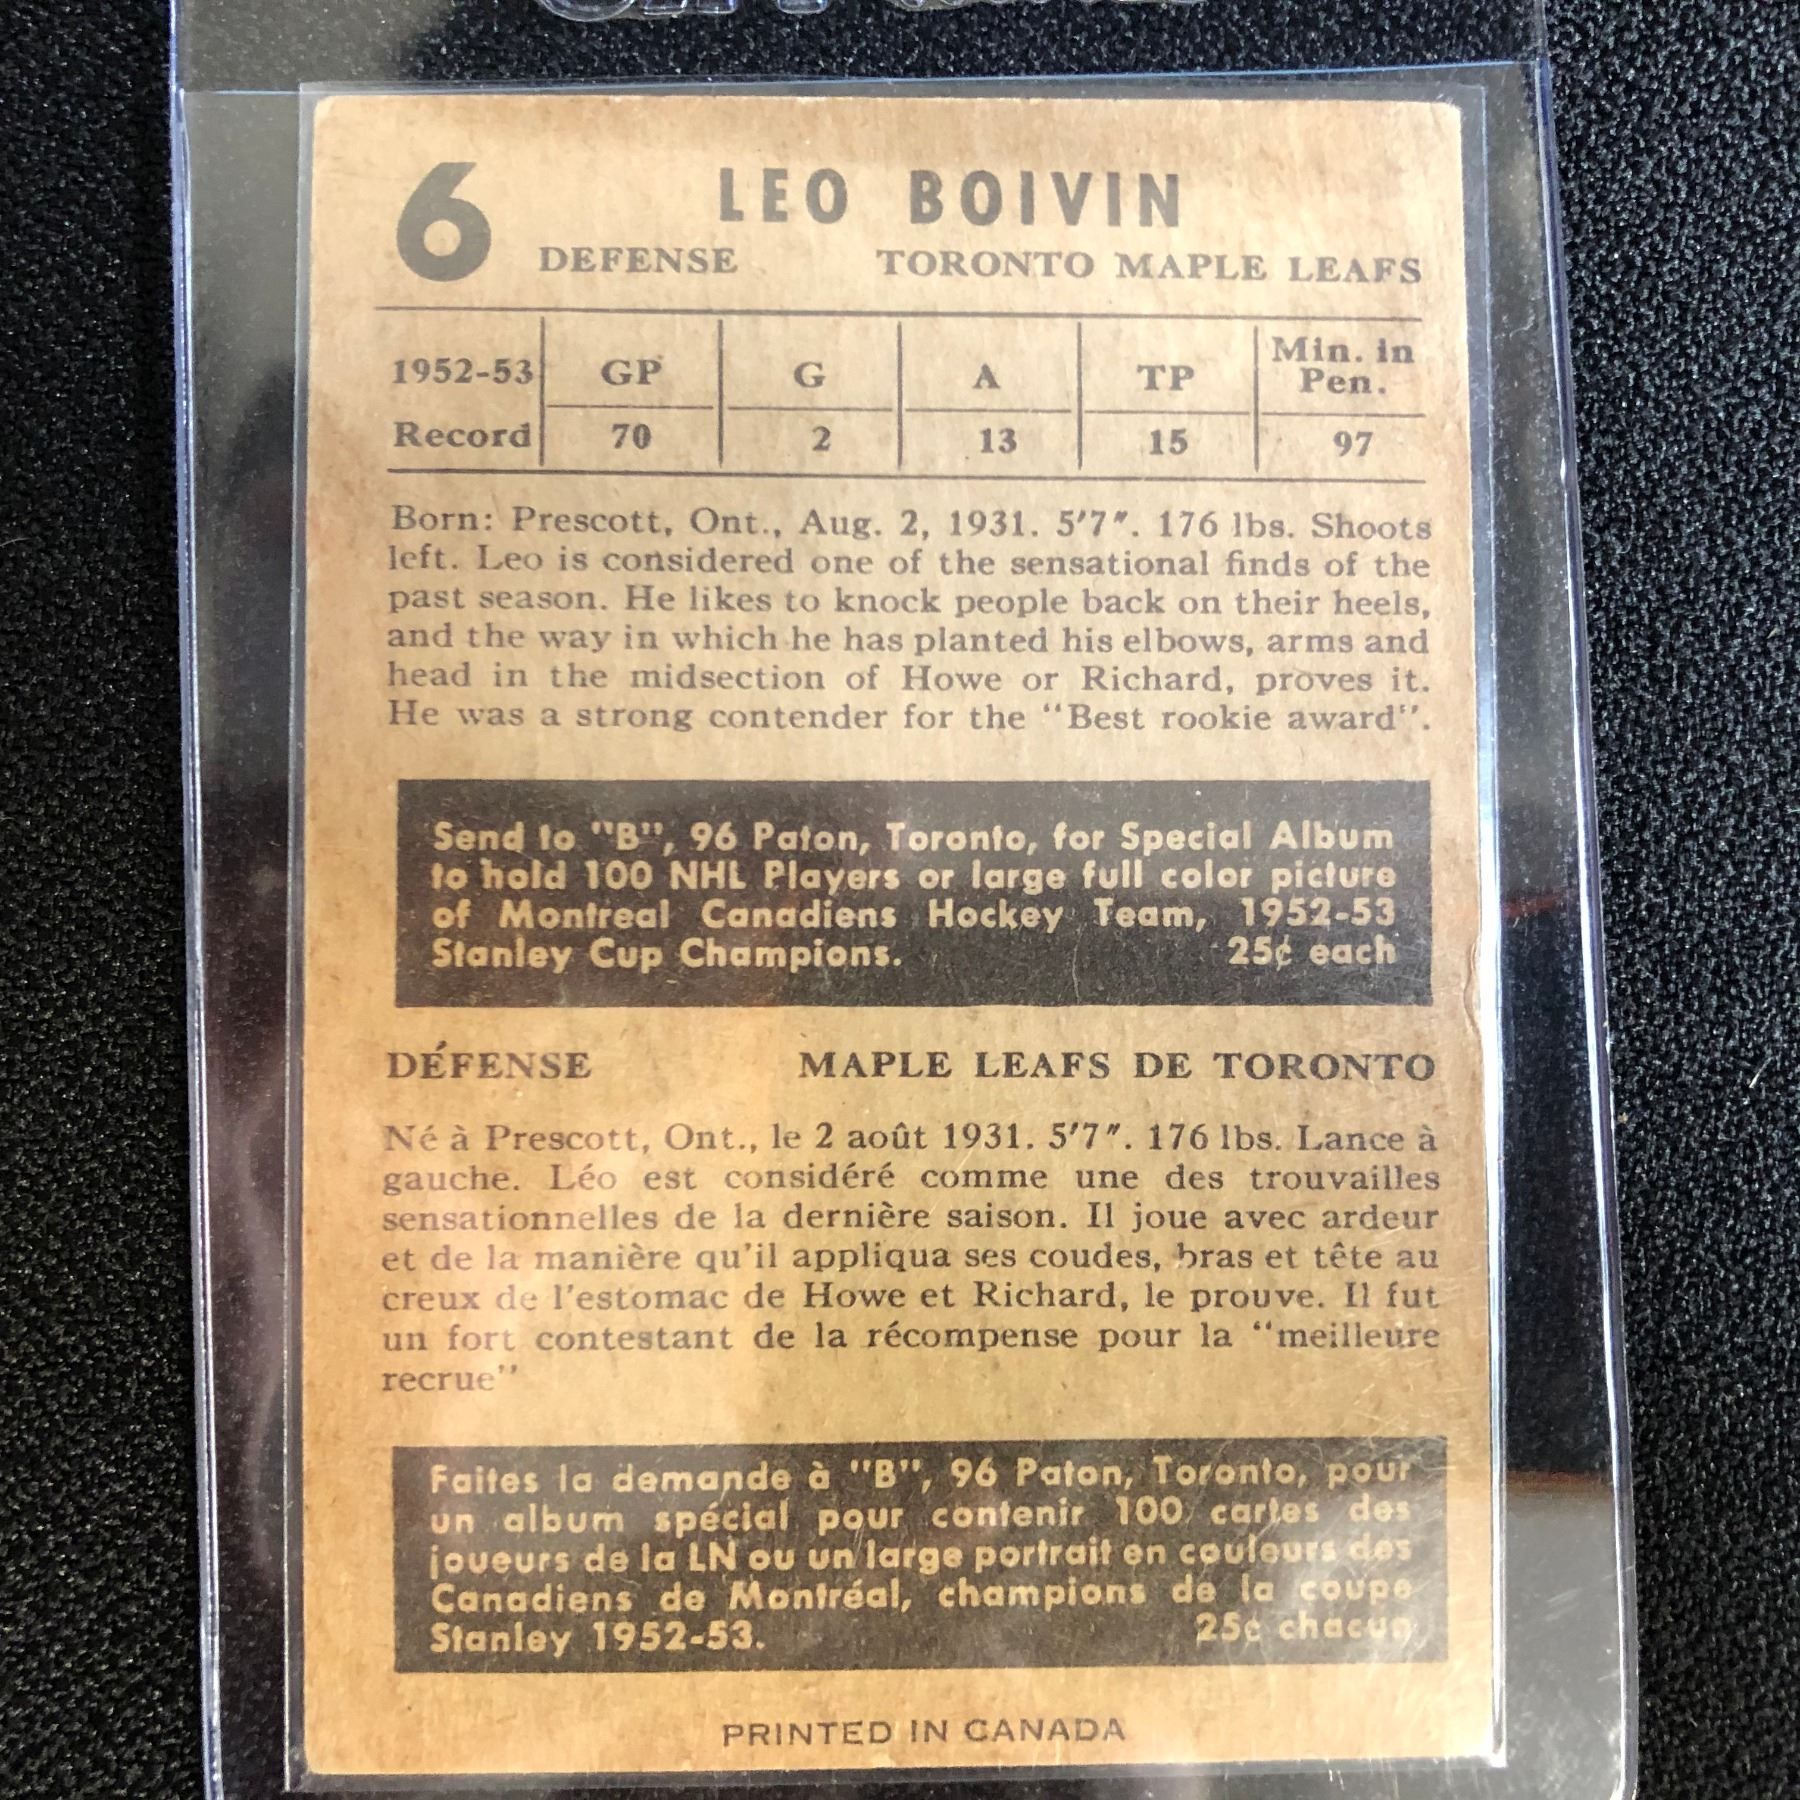 6 LEO BOIVIN
DEFENSE TORONTO MAPLE LEAFS
1952-53 GP G A TP Min. in Pen.
Record 70 2 13 15 97
Born: Prescott, Ont., Aug. 2, 1931. 5'7". 176 lbs. Shoots
left. Leo is considered one of the sensational finds of the
past season. He likes to knock people back on their heels,
and the way in which he has planted his elbows, arms and
head in the midsection of Howe or Richard, proves it.
He was a strong contender for the "Best rookie award".
Send to "B", 96 Paton, Toronto, for Special Album
to hold 100 NHL Players or large full color picture
of Montreal Canadiens Hockey Team, 1952-53
Stanley Cup Champions. 25¢ each
DÉFENSE MAPLE LEAFS DE TORONTO
Né à Prescott, Ont., le 2 août 1931. 5'7". 176 lbs. Lance à
gauche. Léo est considéré comme une des trouvailles
sensationnelles de la dernière saison. Il joue avec ardeur
et de la manière qu'il appliqua ses coudes, bras et tête au
creux de l'estomac de Howe et Richard, le prouve. Il fut
un fort contestant de la récompense pour la "meilleure
recrue"
Faites la demande à "B", 96 Paton, Toronto, pour
un album spécial pour contenir 100 cartes des
joueurs de la LN ou un large portrait en couleurs des
Canadiens de Montréal, champions de la coupe
Stanley 1952-53. 25¢ chacun
PRINTED IN CANADA